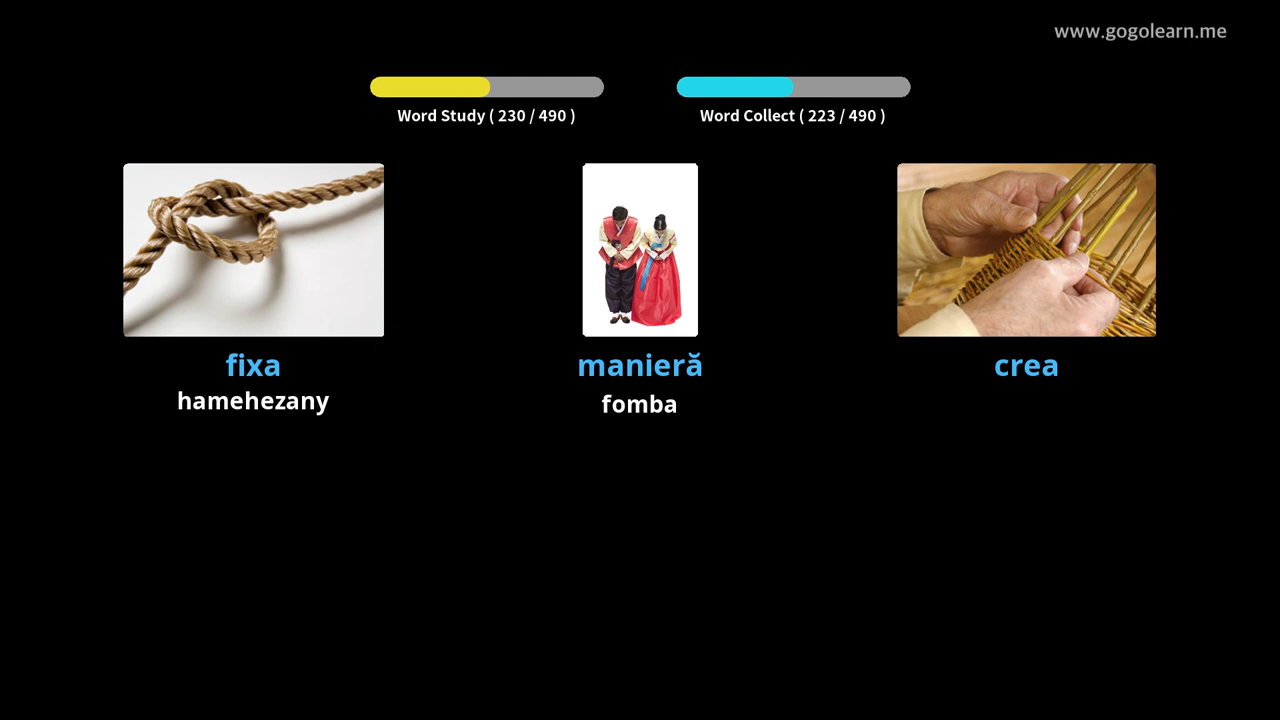 www.gogolearn.me
Word Study ( 230 / 490 )
Word Collect ( 223 / 490 )
fixa
hamehezany
manieră
fomba
crea